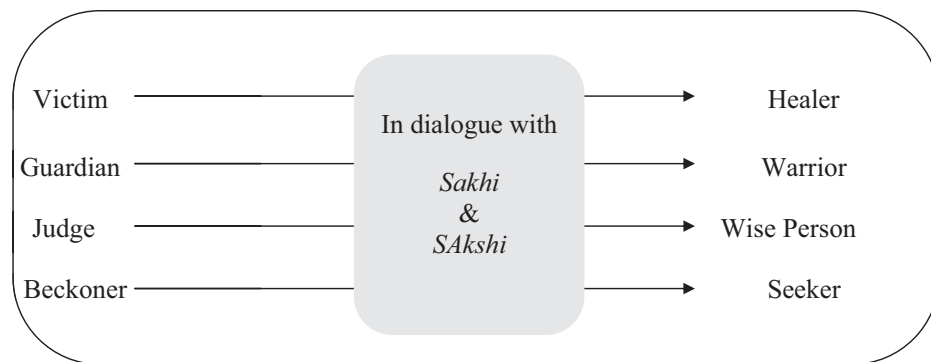 Victim
Healer
In dialogue with
Guardian
Sakhi
Warrior
&
Judge
SAkshi
Wise Person
Beckoner
Seeker